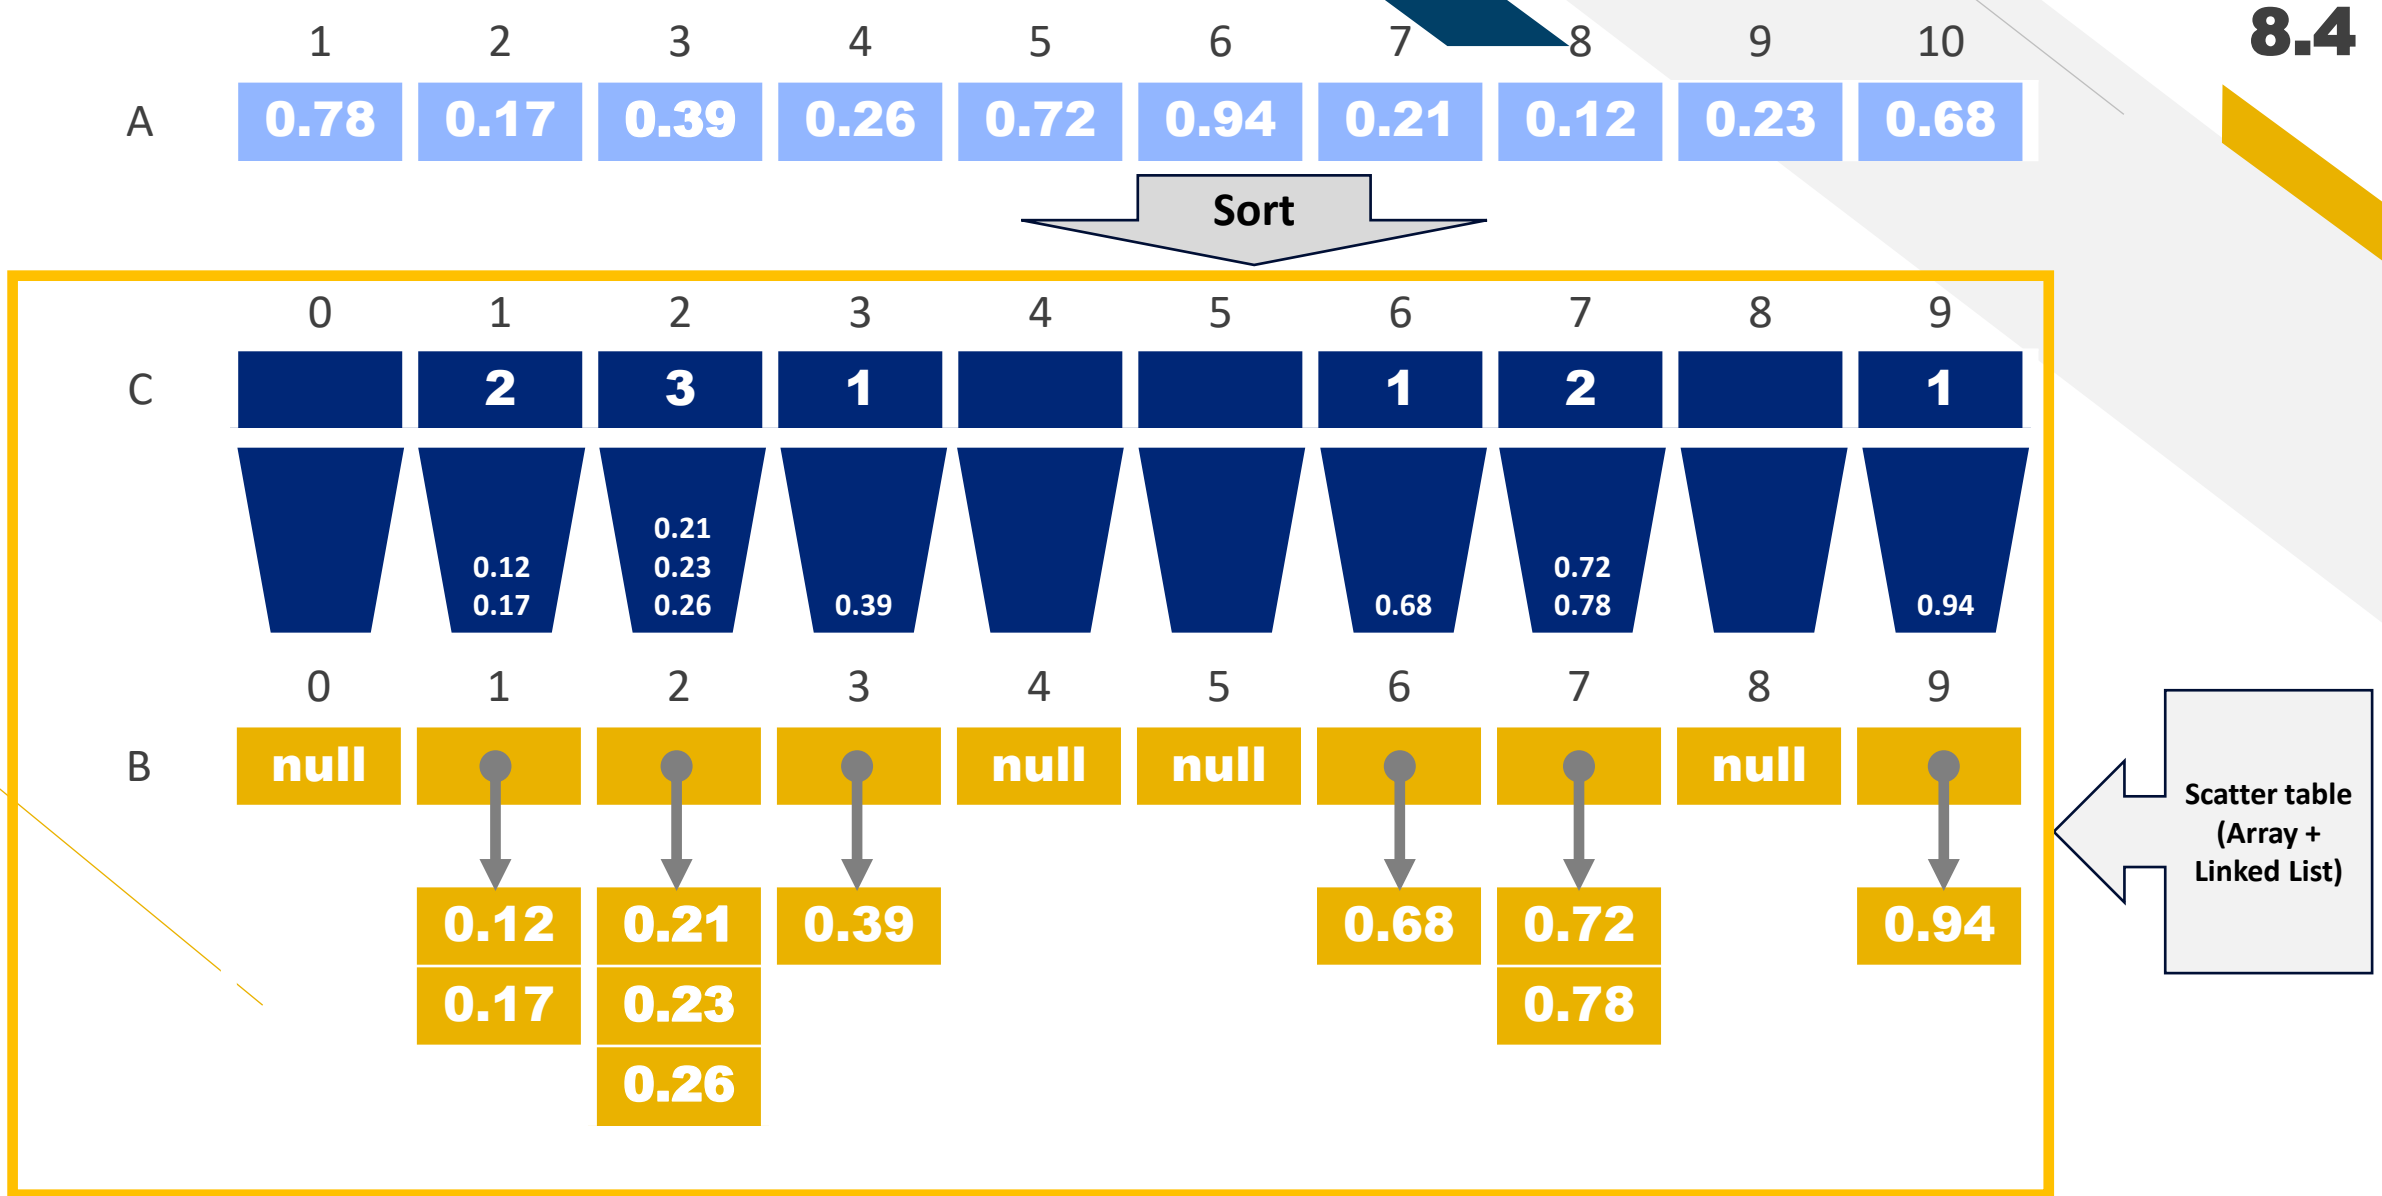 8.4
1 2 3 4 5 6 7 8 9 10
A 0.78 0.17 0.39 0.26 0.72 0.94 0.21 0.12 0.23 0.68
Sort
0 1 2 3 4 5 6 7 8 9
C 2 3 1 1 2 1
0.21
0.12 0.23 0.72
0.17 0.26 0.39 0.68 0.78 0.94
0 1 2 3 4 5 6 7 8 9
B null null null null
Scatter table
(Array +
Linked List)
0.12 0.21 0.39 0.68 0.72 0.94
0.17 0.23 0.78
0.26